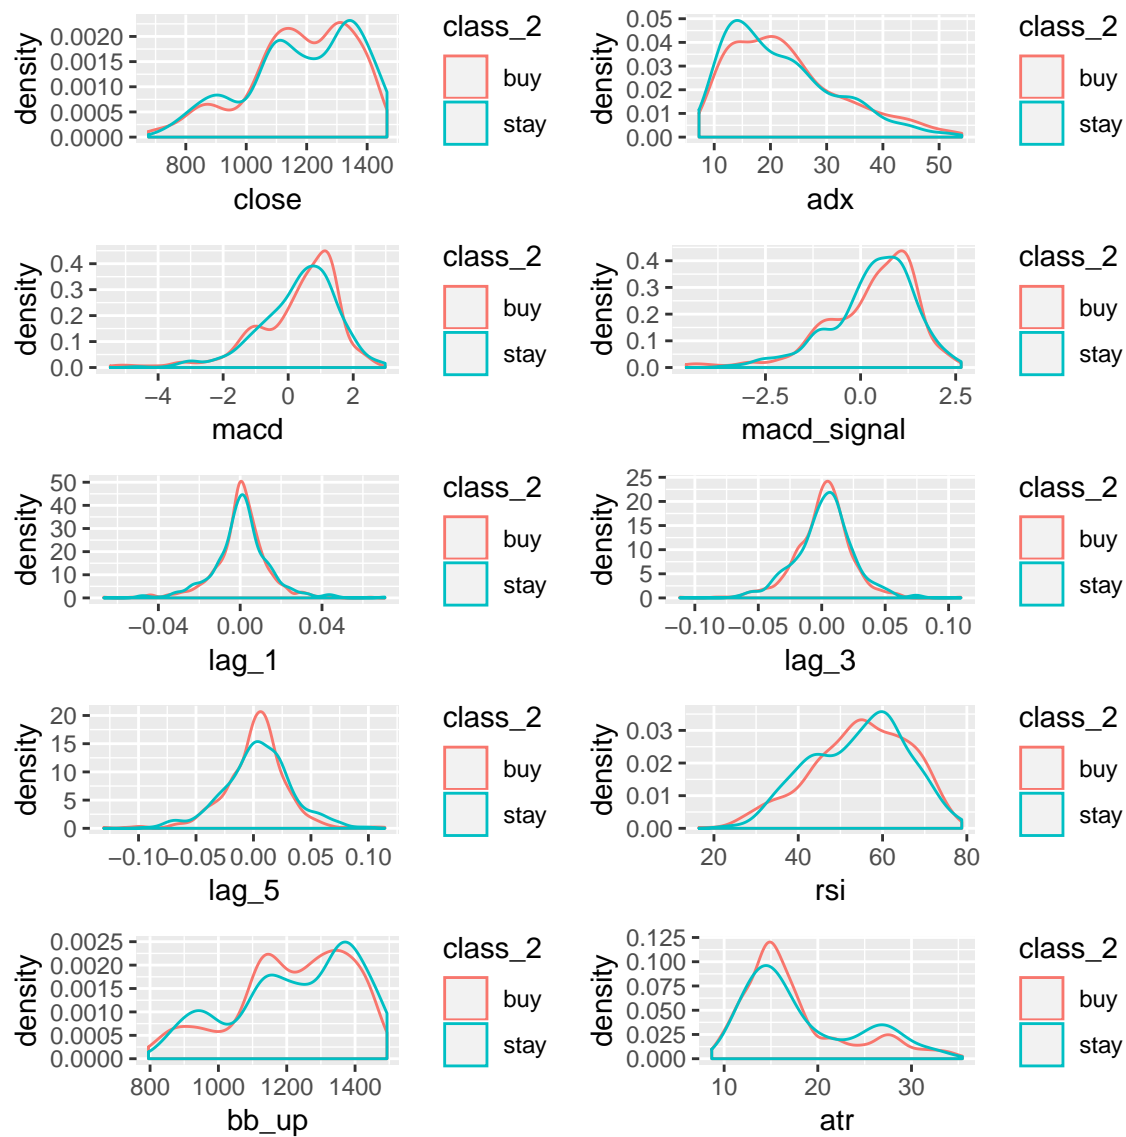 density
0.0020
0.0015
0.0010
0.0005
0.0000
800 1000 1200 1400
close
class_2
buy
stay
density
0.05
0.04
0.03
0.02
0.01
0.00
10 20 30 40 50
adx
class_2
buy
stay
density
0.4
0.3
0.2
0.1
0.0
−4 −2 0 2
macd
class_2
buy
stay
density
0.4
0.3
0.2
0.1
0.0
−2.5 0.0 2.5
macd_signal
class_2
buy
stay
density
50
40
30
20
10
0
−0.04 0.00 0.04
lag_1
class_2
buy
stay
density
25
20
15
10
5
0
−0.10 −0.05 0.00 0.05 0.10
lag_3
class_2
buy
stay
density
20
15
10
5
0
−0.10 −0.05 0.00 0.05 0.10
lag_5
class_2
buy
stay
density
0.03
0.02
0.01
0.00
20 40 60 80
rsi
class_2
buy
stay
density
0.0025
0.0020
0.0015
0.0010
0.0005
0.0000
800 1000 1200 1400
bb_up
class_2
buy
stay
density
0.125
0.100
0.075
0.050
0.025
0.000
10 20 30
atr
class_2
buy
stay